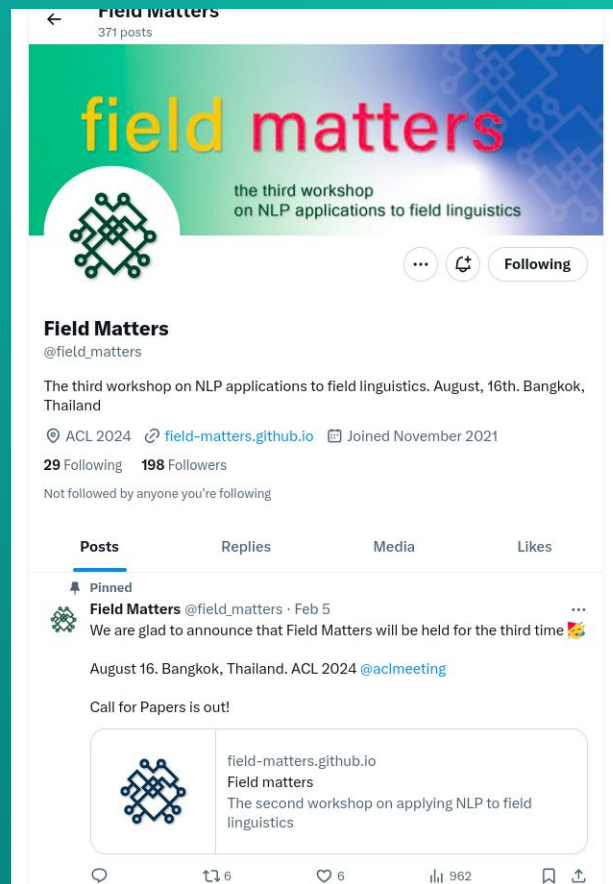 Field Matters
371 posts
field matters
the third workshop
on NLP applications to field linguistics
Following
Field Matters
@field_matters
The third workshop on NLP applications to field linguistics. August, 16th. Bangkok,
Thailand
ACL 2024 field-matters.github.io Joined November 2021
29 Following 198 Followers
Not followed by anyone you're following
Posts Replies Media Likes
Pinned
Field Matters @field_matters · Feb 5
We are glad to announce that Field Matters will be held for the third time 🥳
August 16. Bangkok, Thailand. ACL 2024 @aclmeeting
Call for Papers is out!
field-matters.github.io
Field matters
The second workshop on applying NLP to field
linguistics
6 6 962